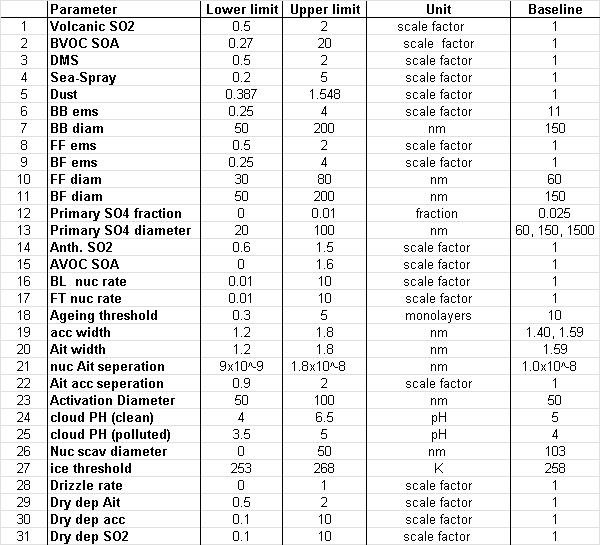 Parameter Lower limit Upper limit Unit Baseline
1 Volcanic SO2 0.5 2 scale factor 1
2 BVOC SOA 0.27 20 scale factor 1
3 DMS 0.5 2 scale factor 1
4 Sea-Spray 0.2 5 scale factor 1
5 Dust 0.387 1.548 scale factor 1
6 BB ems 0.25 4 scale factor 11
7 BB diam 50 200 nm 150
8 FF ems 0.5 2 scale factor 1
9 BF ems 0.25 4 scale factor 1
10 FF diam 30 80 nm 60
11 BF diam 50 200 nm 150
12 Primary SO4 fraction 0 0.01 fraction 0.025
13 Primary SO4 diameter 20 100 nm 60, 150, 1500
14 Anth. SO2 0.6 1.5 scale factor 1
15 AVOC SOA 0 1.6 scale factor 1
16 BL nuc rate 0.01 10 scale factor 1
17 FT nuc rate 0.01 10 scale factor 1
18 Ageing threshold 0.3 5 monolayers 10
19 acc width 1.2 1.8 nm 1.40, 1.59
20 Ait width 1.2 1.8 nm 1.59
21 nuc Ait seperation 9x10^-9 1.8x10^-8 nm 1.0x10^-8
22 Ait acc seperation 0.9 2 scale factor 1
23 Activation Diameter 50 100 nm 50
24 cloud PH (clean) 4 6.5 pH 5
25 cloud PH (polluted) 3.5 5 pH 4
26 Nuc scav diameter 0 50 nm 103
27 ice threshold 253 268 K 258
28 Drizzle rate 0 1 scale factor 1
29 Dry dep Ait 0.5 2 scale factor 1
30 Dry dep acc 0.1 10 scale factor 1
31 Dry dep SO2 0.1 10 scale factor 1